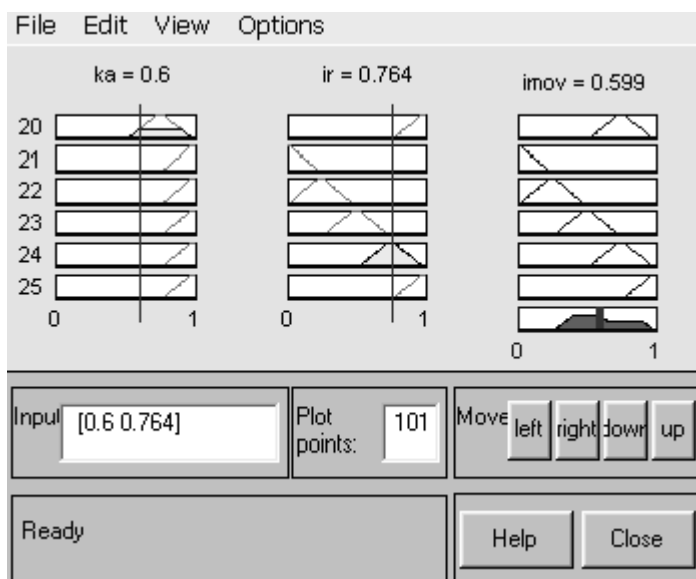 File Edit View Options
ka = 0.6 ir = 0.764 imov = 0.599
20
21
22
23
24
25
0 1 0 1
0 1
Input [0.6 0.764] Plot points: 101 Move left right down up
Ready Help Close